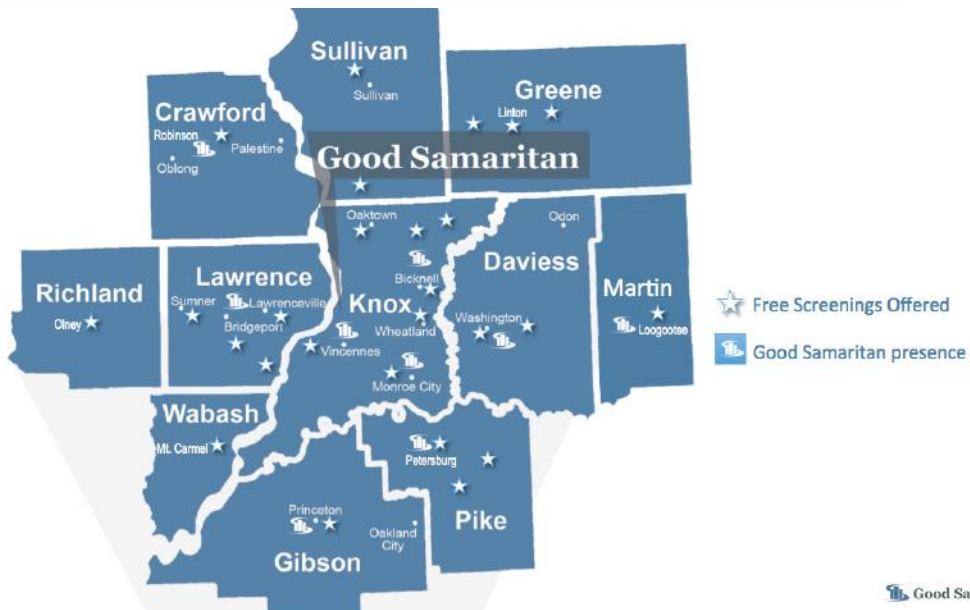 Sullivan
Sullivan
Greene
Linton
Crawford
Robinson
Palestine
Oblong
Good Samaritan
Oaktown
Odon
Richland
Olney
Lawrence
Sumner
Lawrenceville
Bridgeport
Knox
Bicknell
Wheatland
Vincennes
Monroe City
Daviess
Washington
Martin
Loogootee
Free Screenings Offered
Good Samaritan presence
Wabash
Mt. Carmel
Petersburg
Pike
Princeton
Oakland
City
Gibson
Good Sa